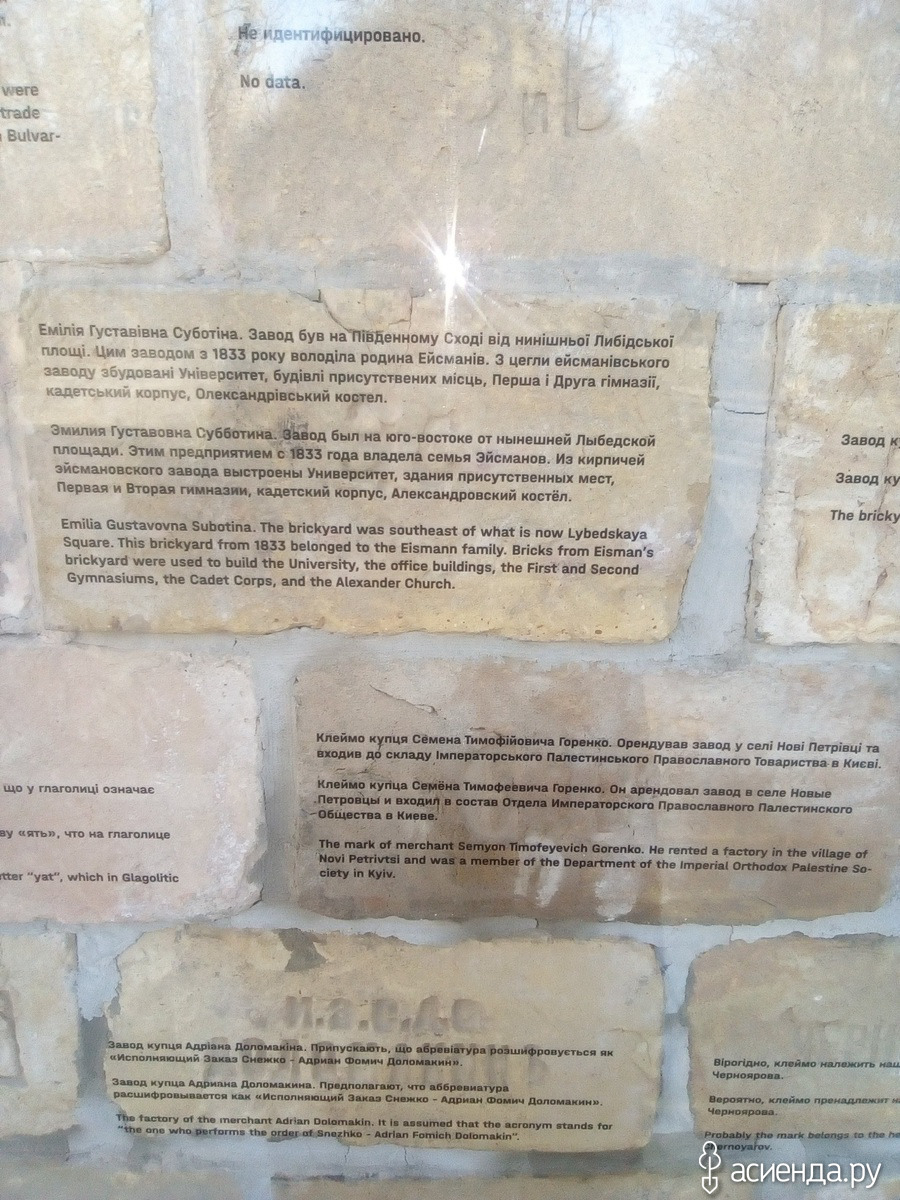 were
trade
Bulvar-
Не идентифицировано.
No data.
Емілія Густавівна Суботіна. Завод був на Південному Сході від нинішньої Либідської
площі. Цим заводом з 1833 року володіла родина Ейсманів. З цегли ейсманівського
заводу збудовані Університет, будівлі присутствених місць, Перша і Друга гімназії,
кадетський корпус, Олександрівський костел.
Эмилия Густавовна Субботина. Завод был на юго-востоке от нынешней Лыбедской
площади. Этим предприятием с 1833 года владела семья Эйсманов. Из кирпичей
эйсмановского завода выстроены Университет, здания присутственных мест,
Первая и Вторая гимназии, кадетский корпус, Александровский костёл.
Emilia Gustavovna Subotina. The brickyard was southeast of what is now Lybedskaya
Square. This brickyard from 1833 belonged to the Eismann family. Bricks from Eisman's
brickyard were used to build the University, the office buildings, the First and Second
Gymnasiums, the Cadet Corps, and the Alexander Church.
Завод
Завод
The
що у глаголиці означає
«ять», что на глаголице
"yat", which in Glagolitic
Клеймо купця Семена Тимофійовича Горенко. Орендував завод у селі Нові Петрівці та
входив до складу Імператорського Палестинського Православного Товариства в Києві.
Клеймо купца Семёна Тимофеевича Горенко. Он арендовал завод в селе Новые
Петровцы и входил в состав Отдела Императорского Православного Палестинского
Общества в Киеве.
The mark of merchant Semyon Timofeyevich Gorenko. He rented a factory in the village of
Novi Petrivtsi and was a member of the Department of the Imperial Orthodox Palestine So-
ciety in Kyiv.
Завод купця Адріана Доломакіна. Припускають, що абревіатура розшифровується як
«Исполняющий Заказ Снежко - Адриан Фомич Доломакин».
Завод купца Адриана Доломакина. Предполагают, что аббревиатура
расшифровывается как «Исполняющий Заказ Снежко - Адриан Фомич Доломакин».
The factory of the merchant Adrian Dolomakin. It is assumed that the acronym stands for
"the one who performs the order of Snezhko - Adrian Fomich Dolomakin".
Вірогідно, клеймо належить
Черноярова.
Вероятно, клеймо пренадлежит
Черноярова.
Probably the mark belongs to the
Chernoyarov.
асиенда.ру